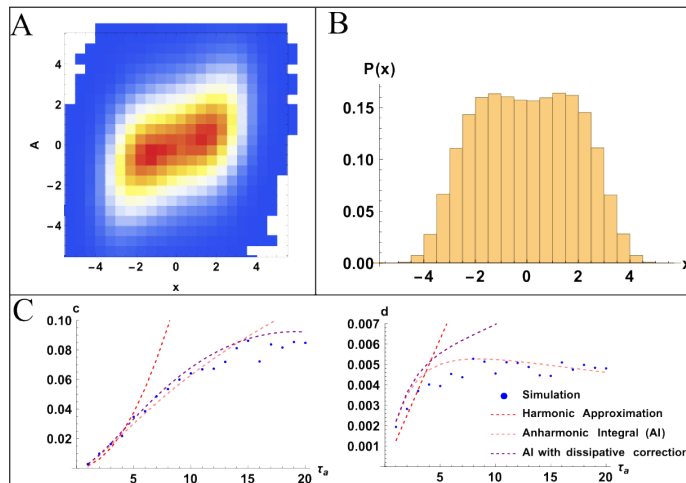 A
B
4
2
0
−2
−4
A
−4 −2 0 2 4
x
P(x)
0.15
0.10
0.05
0.00
−4 −2 0 2 4
x
C
c
0.10
0.08
0.06
0.04
0.02
5 10 15 20
τa
d
0.007
0.006
0.005
0.004
0.003
0.002
0.001
5 10 15 20
τa
Simulation
Harmonic Approximation
Anharmonic Integral (AI)
AI with dissipative correction